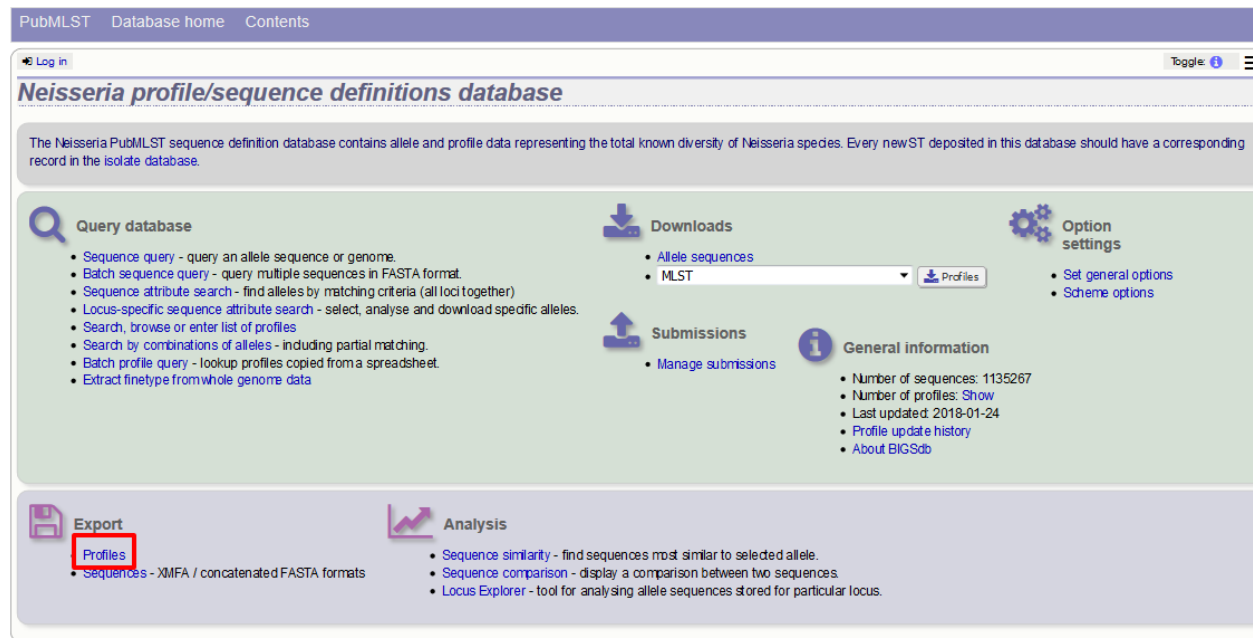 PubMLST Database home Contents
Log in
Toggle:
Neisseria profile/sequence definitions database
The Neisseria PubMLST sequence definition database contains allele and profile data representing the total known diversity of Neisseria species. Every new ST deposited in this database should have a corresponding
record in the isolate database.
Query database
Sequence query - query an allele sequence or genome.
Batch sequence query - query multiple sequences in FASTA format.
Sequence attribute search - find alleles by matching criteria (all loci together)
Locus-specific sequence attribute search - select, analyse and download specific alleles.
Search, browse or enter list of profiles
Search by combinations of alleles - including partial matching.
Batch profile query - lookup profiles copied from a spreadsheet.
Extract finetype from whole genome data
Downloads
Allele sequences
MLST Profiles
Submissions
Manage submissions
Option
settings
Set general options
Scheme options
General information
Number of sequences: 1135267
Number of profiles: Show
Last updated: 2018-01-24
Profile update history
About BIGSdb
Export
Profiles
Sequences - XMFA / concatenated FASTA formats
Analysis
Sequence similarity - find sequences most similar to selected allele.
Sequence comparison - display a comparison between two sequences.
Locus Explorer - tool for analysing allele sequences stored for particular locus.